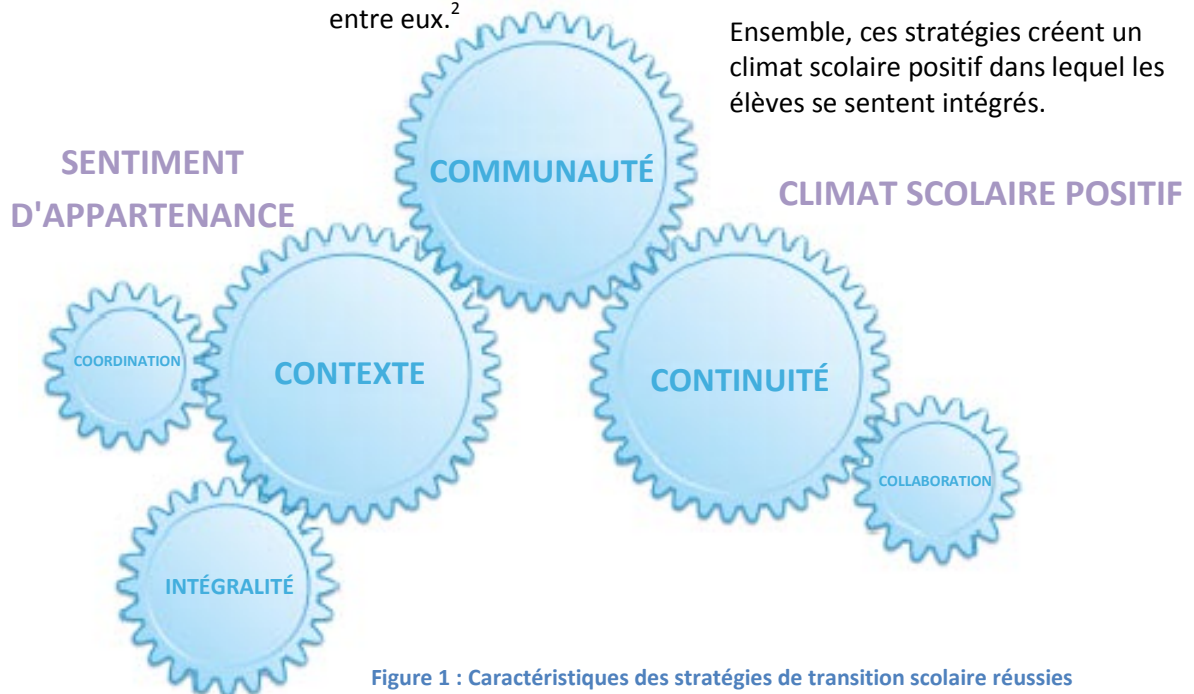 entre eux.²
Ensemble, ces stratégies créent un
climat scolaire positif dans lequel les
élèves se sentent intégrés.
SENTIMENT
D'APPARTENANCE
COMMUNAUTÉ
CLIMAT SCOLAIRE POSITIF
COORDINATION
CONTEXTE
CONTINUITÉ
COLLABORATION
INTÉGRALITÉ
Figure 1 : Caractéristiques des stratégies de transition scolaire réussies